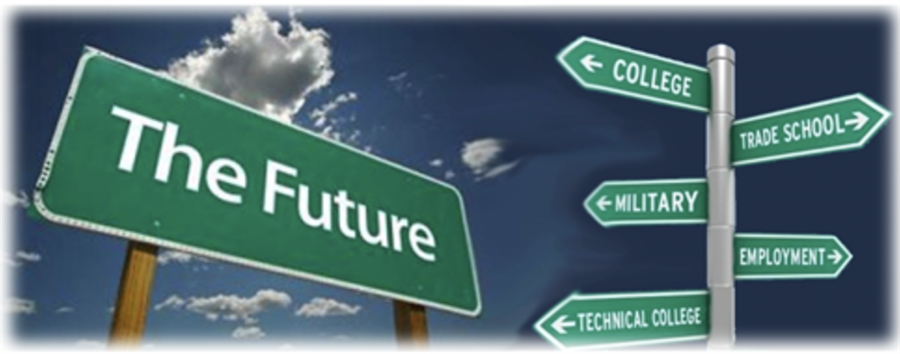 The Future
← COLLEGE
TRADE SCHOOL →
← MILITARY
EMPLOYMENT →
← TECHNICAL COLLEGE